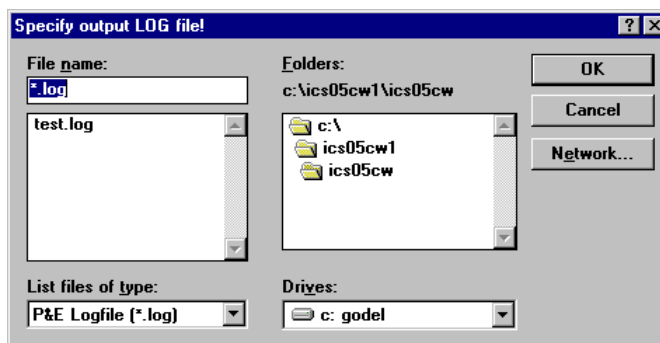 Specify output LOG file!
File name:
*.log
test.log
List files of type:
P&E Logfile (*.log)
Folders:
c:\ics05cw1\ics05cw
c:\
ics05cw1
ics05cw
Drives:
c: godel
OK
Cancel
Network...